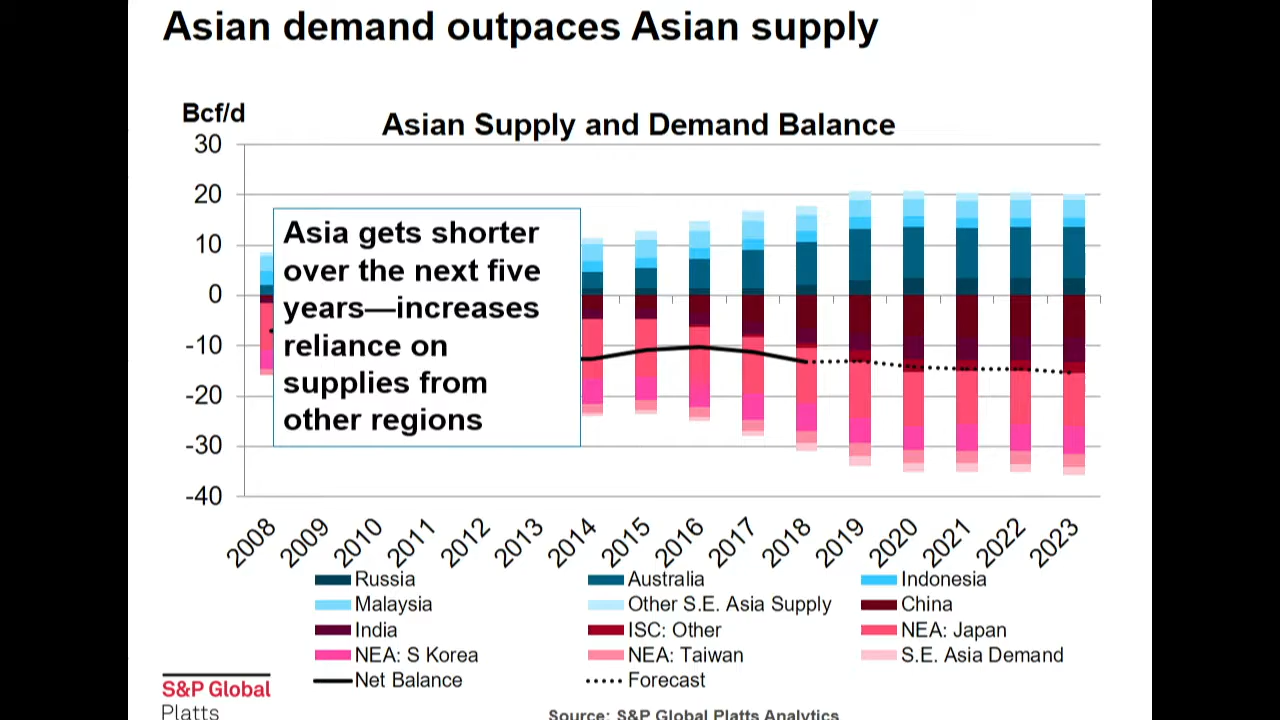 Asian demand outpaces Asian supply
Bcf/d
Asian Supply and Demand Balance
30
20
10
0
-10
-20
-30
-40
Asia gets shorter
over the next five
years—increases
reliance on
supplies from
other regions
2008 2009 2010 2011 2012 2013 2014 2015 2016 2017 2018 2019 2020 2021 2022 2023
Russia Australia Indonesia
Malaysia Other S.E. Asia Supply China
India ISC: Other NEA: Japan
NEA: S Korea NEA: Taiwan S.E. Asia Demand
Net Balance Forecast
S&P Global
Platts
Source: S&P Global Platts Analytics